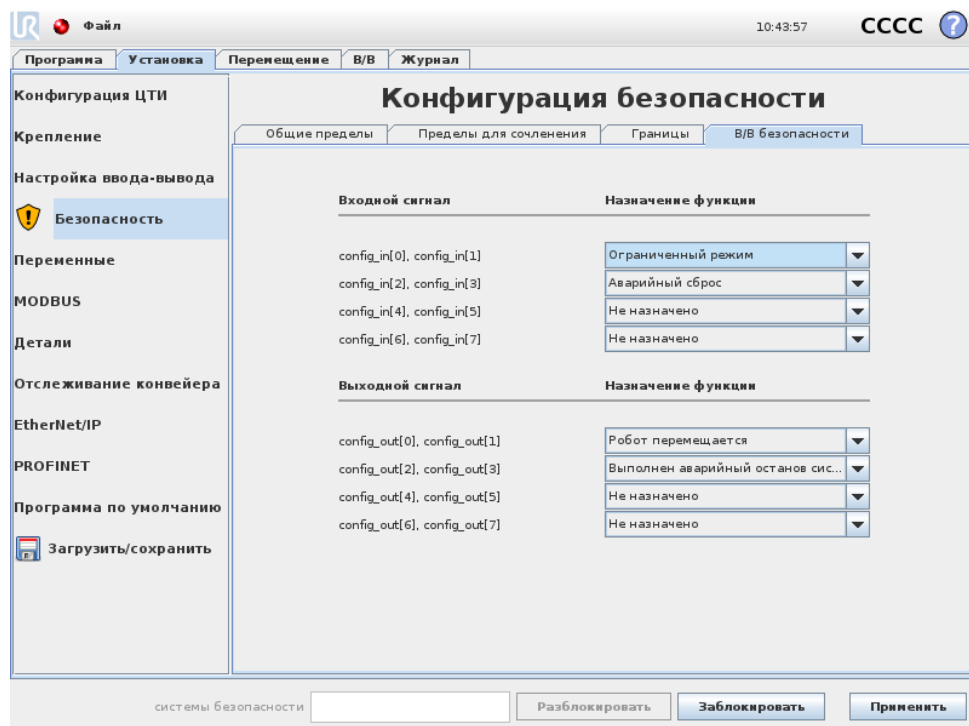 UR Файл 10:43:57 CCCC ?
Программа Установка Перемещение В/В Журнал
Конфигурация ЦТИ
Крепление
Настройка ввода-вывода
Безопасность
Переменные
MODBUS
Детали
Отслеживание конвейера
EtherNet/IP
PROFINET
Программа по умолчанию
Загрузить/сохранить
Конфигурация безопасности
Общие пределы Пределы для сочленения Границы В/В безопасности
Входной сигнал Назначение функции
config_in[0], config_in[1] Ограниченный режим
config_in[2], config_in[3] Аварийный сброс
config_in[4], config_in[5] Не назначено
config_in[6], config_in[7] Не назначено
Выходной сигнал Назначение функции
config_out[0], config_out[1] Робот перемещается
config_out[2], config_out[3] Выполнен аварийный останов сис...
config_out[4], config_out[5] Не назначено
config_out[6], config_out[7] Не назначено
системы безопасности Разблокировать Заблокировать Применить